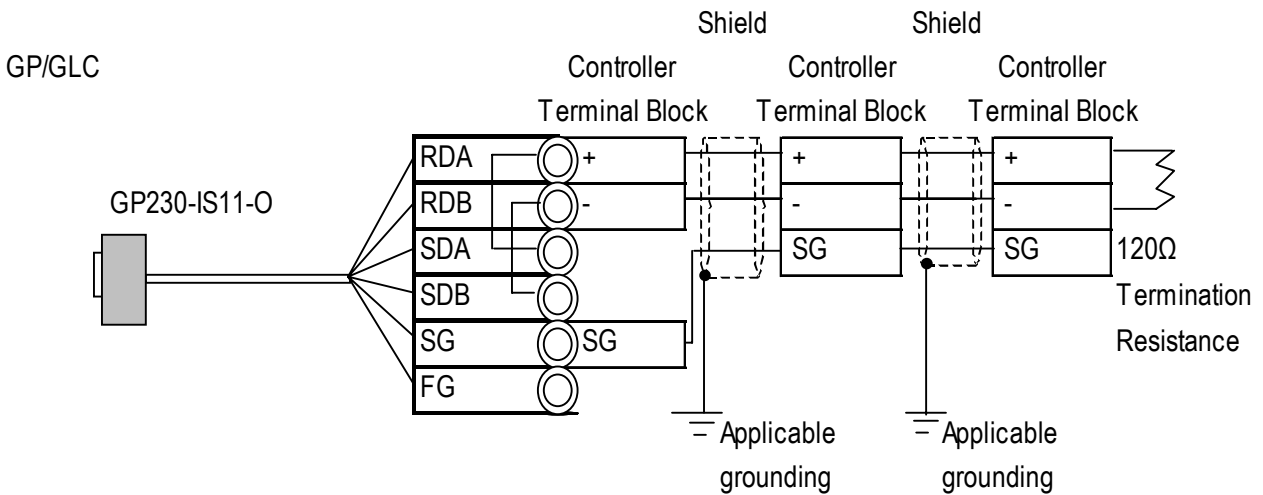 Shield Shield
GP/GLC Controller Controller Controller
Terminal Block Terminal Block Terminal Block
RDA + + +
GP230-IS11-O RDB - - -
SDA SG SG 120Ω
SDB Termination
SG SG Resistance
FG
Applicable Applicable
grounding grounding